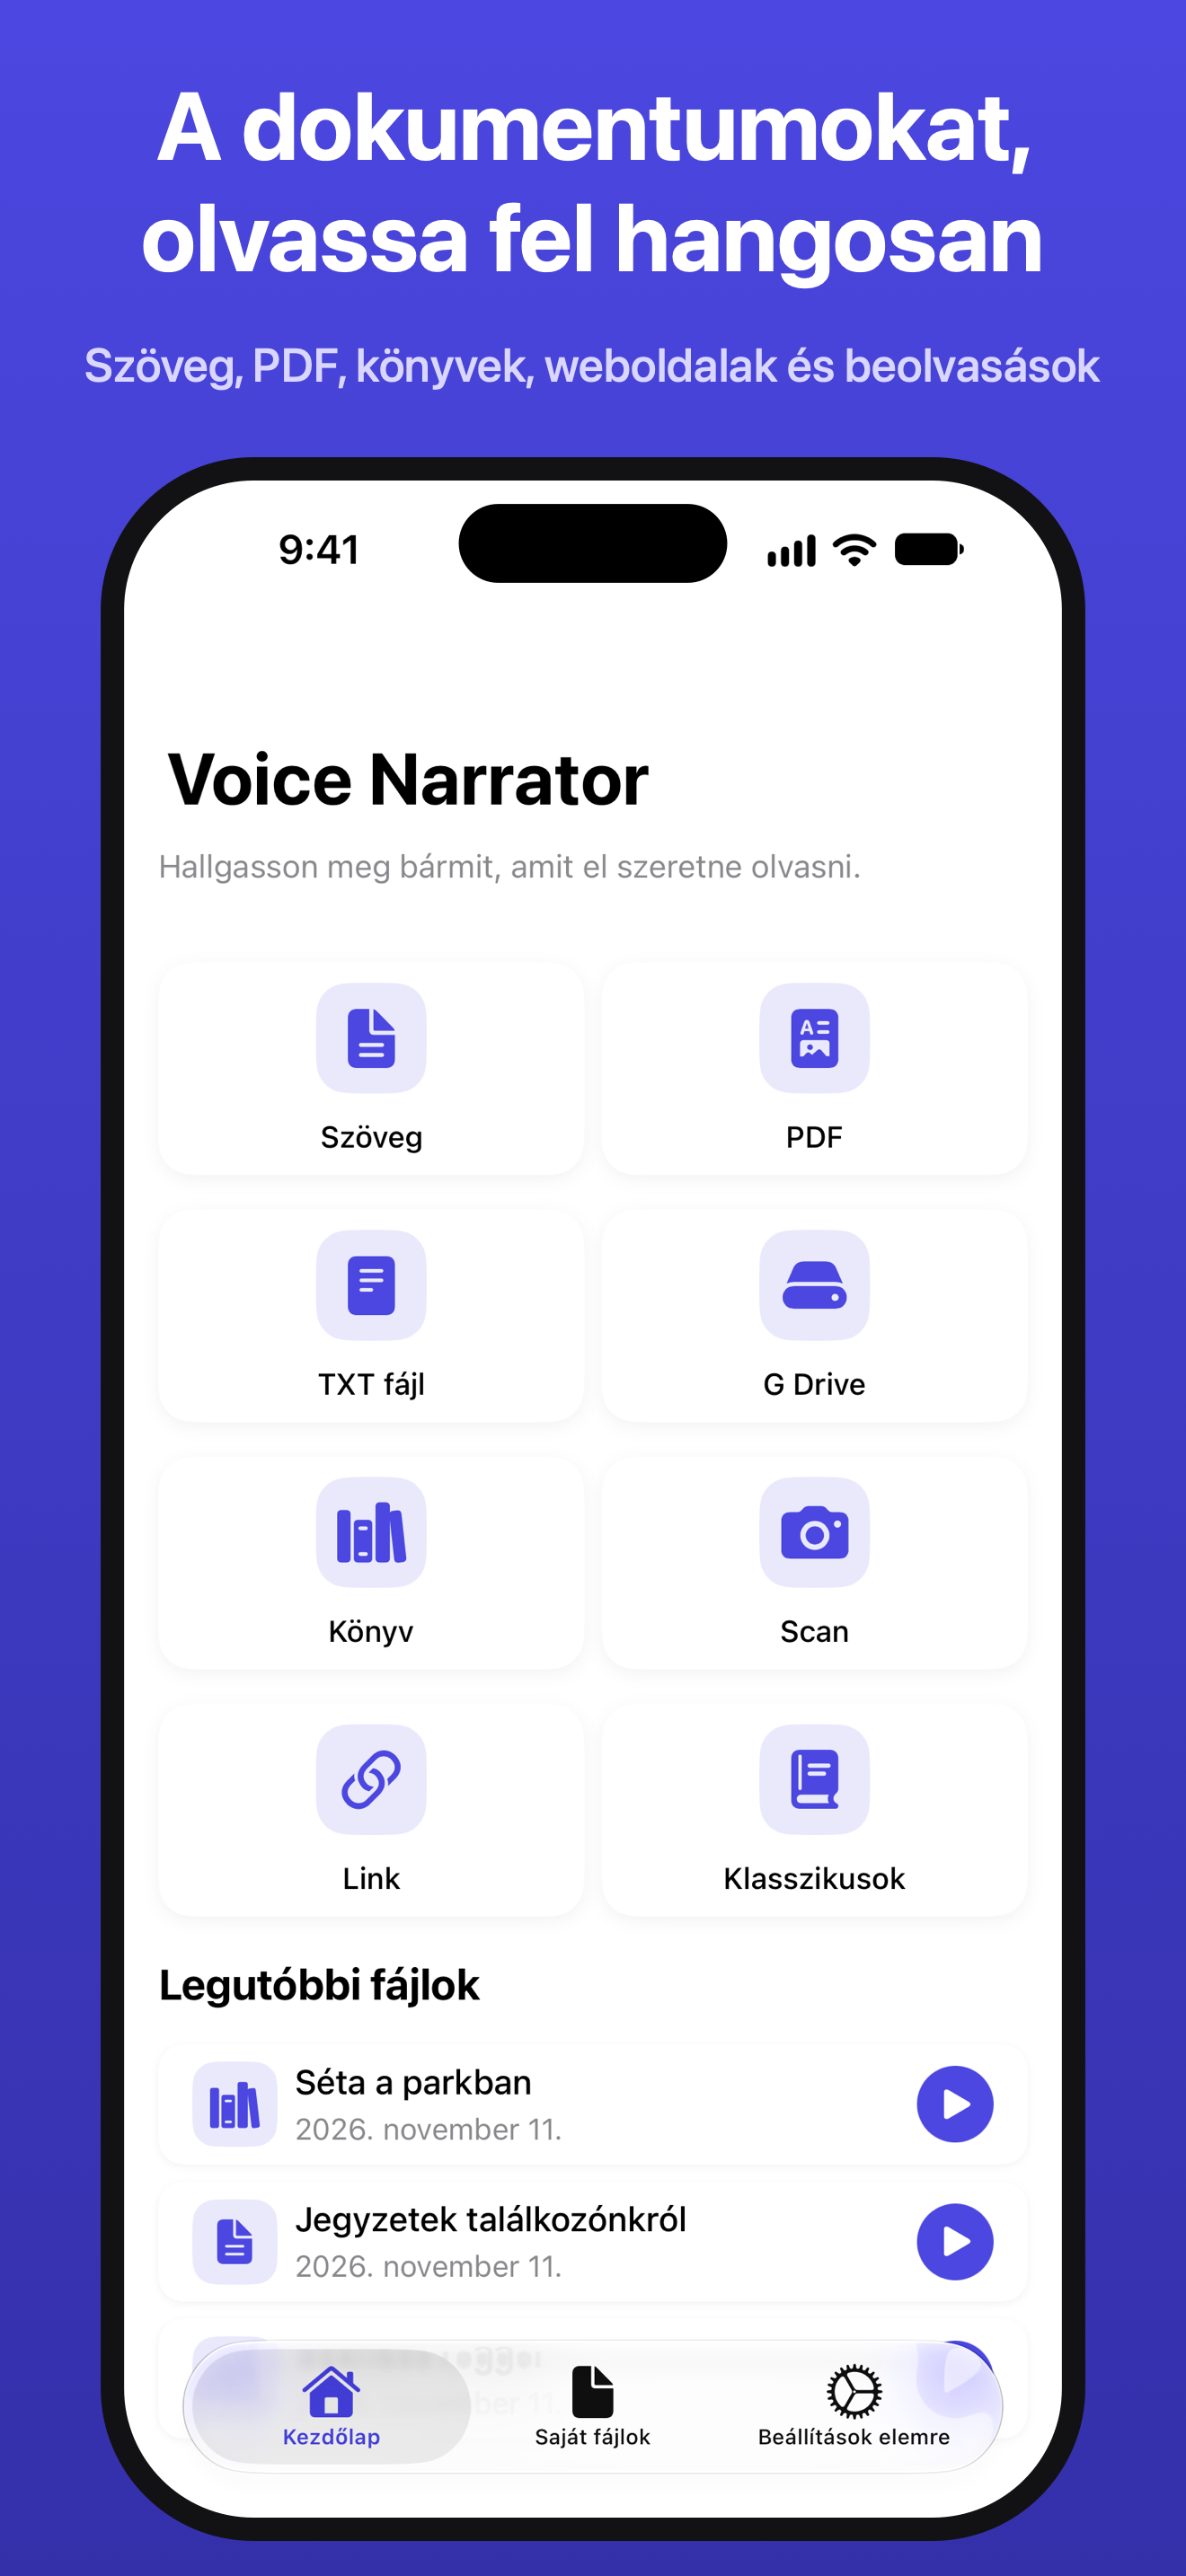 A dokumentumokat,
olvassa fel hangosan
Szöveg, PDF, könyvek, weboldalak és beolvasások
9:41
Voice Narrator
Hallgasson meg bármit, amit el szeretne olvasni.
Szöveg
PDF
TXT fájl
G Drive
Könyv
Scan
Link
Klasszikusok
Legutóbbi fájlok
Séta a parkban
2026. november 11.
Jegyzetek találkozónkról
2026. november 11.
Kezdőlap
Saját fájlok
Beállítások elemre